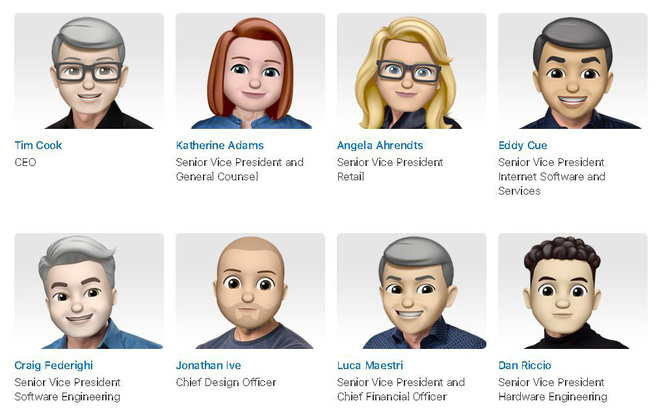 Tim Cook
CEO
Katherine Adams
Senior Vice President and
General Counsel
Angela Ahrendts
Senior Vice President
Retail
Eddy Cue
Senior Vice President
Internet Software and
Services
Craig Federighi
Senior Vice President
Software Engineering
Jonathan Ive
Chief Design Officer
Luca Maestri
Senior Vice President and
Chief Financial Officer
Dan Riccio
Senior Vice President
Hardware Engineering